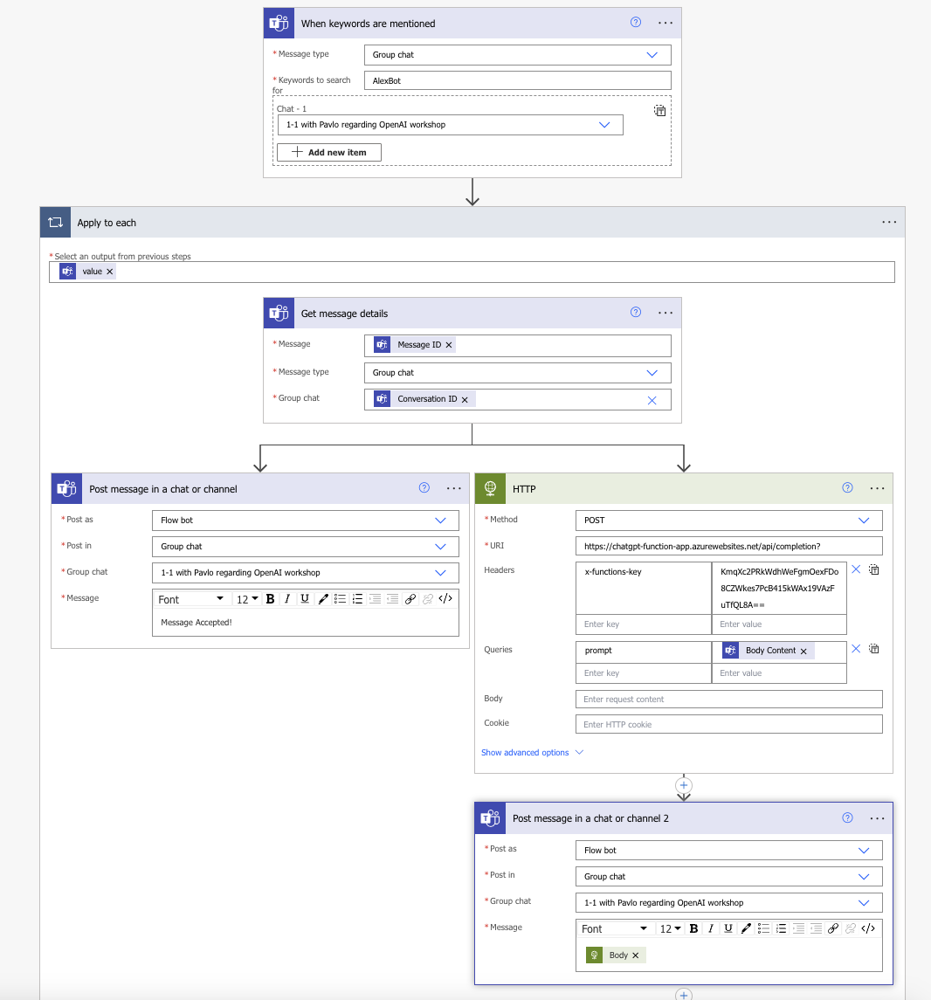 When keywords are mentioned
* Message type
Group chat
* Keywords to search for
AlexBot
Chat - 1
1-1 with Pavlo regarding OpenAI workshop
Add new item
Apply to each
* Select an output from previous steps
value
Get message details
* Message
Message ID
* Message type
Group chat
* Group chat
Conversation ID
Post message in a chat or channel
* Post as
Flow bot
* Post in
Group chat
* Group chat
1-1 with Pavlo regarding OpenAI workshop
* Message
Font
12
B I U
</>
Message Accepted!
HTTP
* Method
POST
* URI
https://chatgpt-function-app.azurewebsites.net/api/completion?
Headers
x-functions-key
KmqXc2PRkWdhWeFgmOexFDo
8CZWkes7PcB415kWAx19VAzF
uTfQL8A==
Enter key
Enter value
Queries
prompt
Body Content
Enter key
Enter value
Body
Enter request content
Cookie
Enter HTTP cookie
Show advanced options
Post message in a chat or channel 2
* Post as
Flow bot
* Post in
Group chat
* Group chat
1-1 with Pavlo regarding OpenAI workshop
* Message
Font
12
B I U
</>
Body